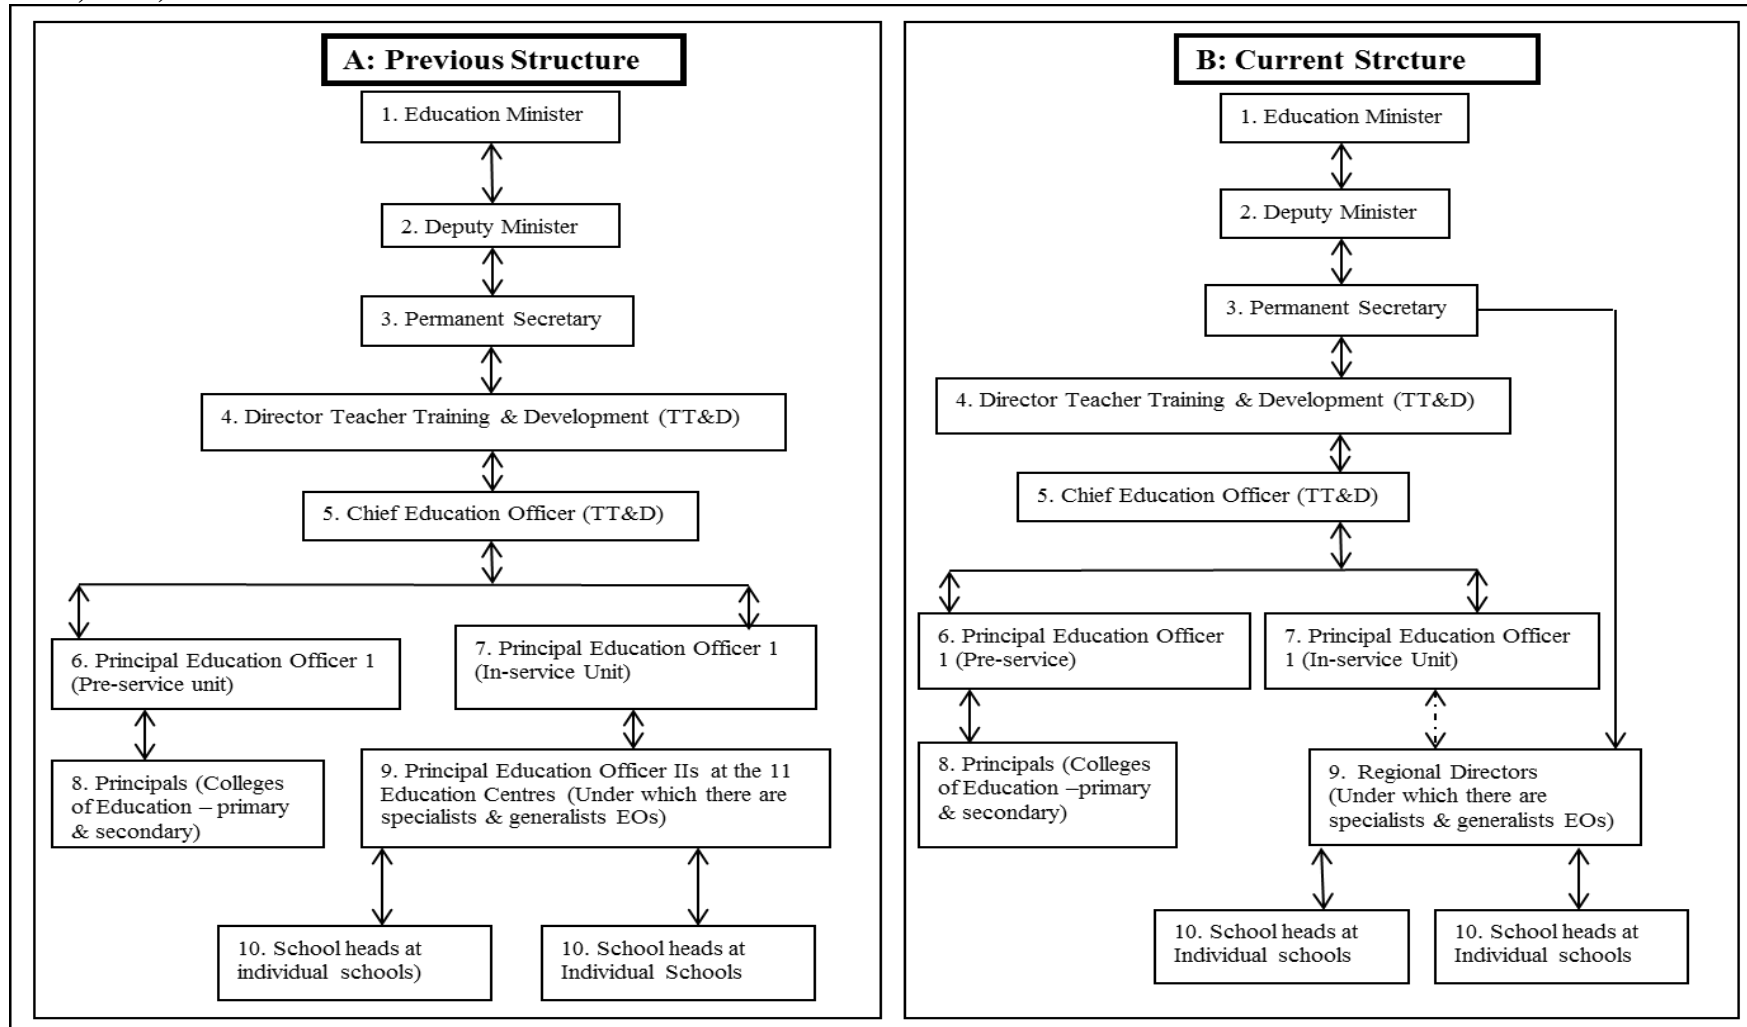 A: Previous Structure
1. Education Minister
2. Deputy Minister
3. Permanent Secretary
4. Director Teacher Training & Development (TT&D)
5. Chief Education Officer (TT&D)
6. Principal Education Officer 1
(Pre-service unit)
7. Principal Education Officer 1
(In-service Unit)
8. Principals (Colleges
of Education – primary
& secondary)
9. Principal Education Officer IIs at the 11
Education Centres (Under which there are
specialists & generalists EOs)
10. School heads at
individual schools)
10. School heads at
Individual Schools
B: Current Strcture
1. Education Minister
2. Deputy Minister
3. Permanent Secretary
4. Director Teacher Training & Development (TT&D)
5. Chief Education Officer (TT&D)
6. Principal Education Officer
1 (Pre-service)
7. Principal Education Officer
1 (In-service Unit)
8. Principals (Colleges
of Education –primary
& secondary)
9. Regional Directors
(Under which there are
specialists & generalists EOs)
10. School heads at
Individual schools
10. School heads at
Individual schools